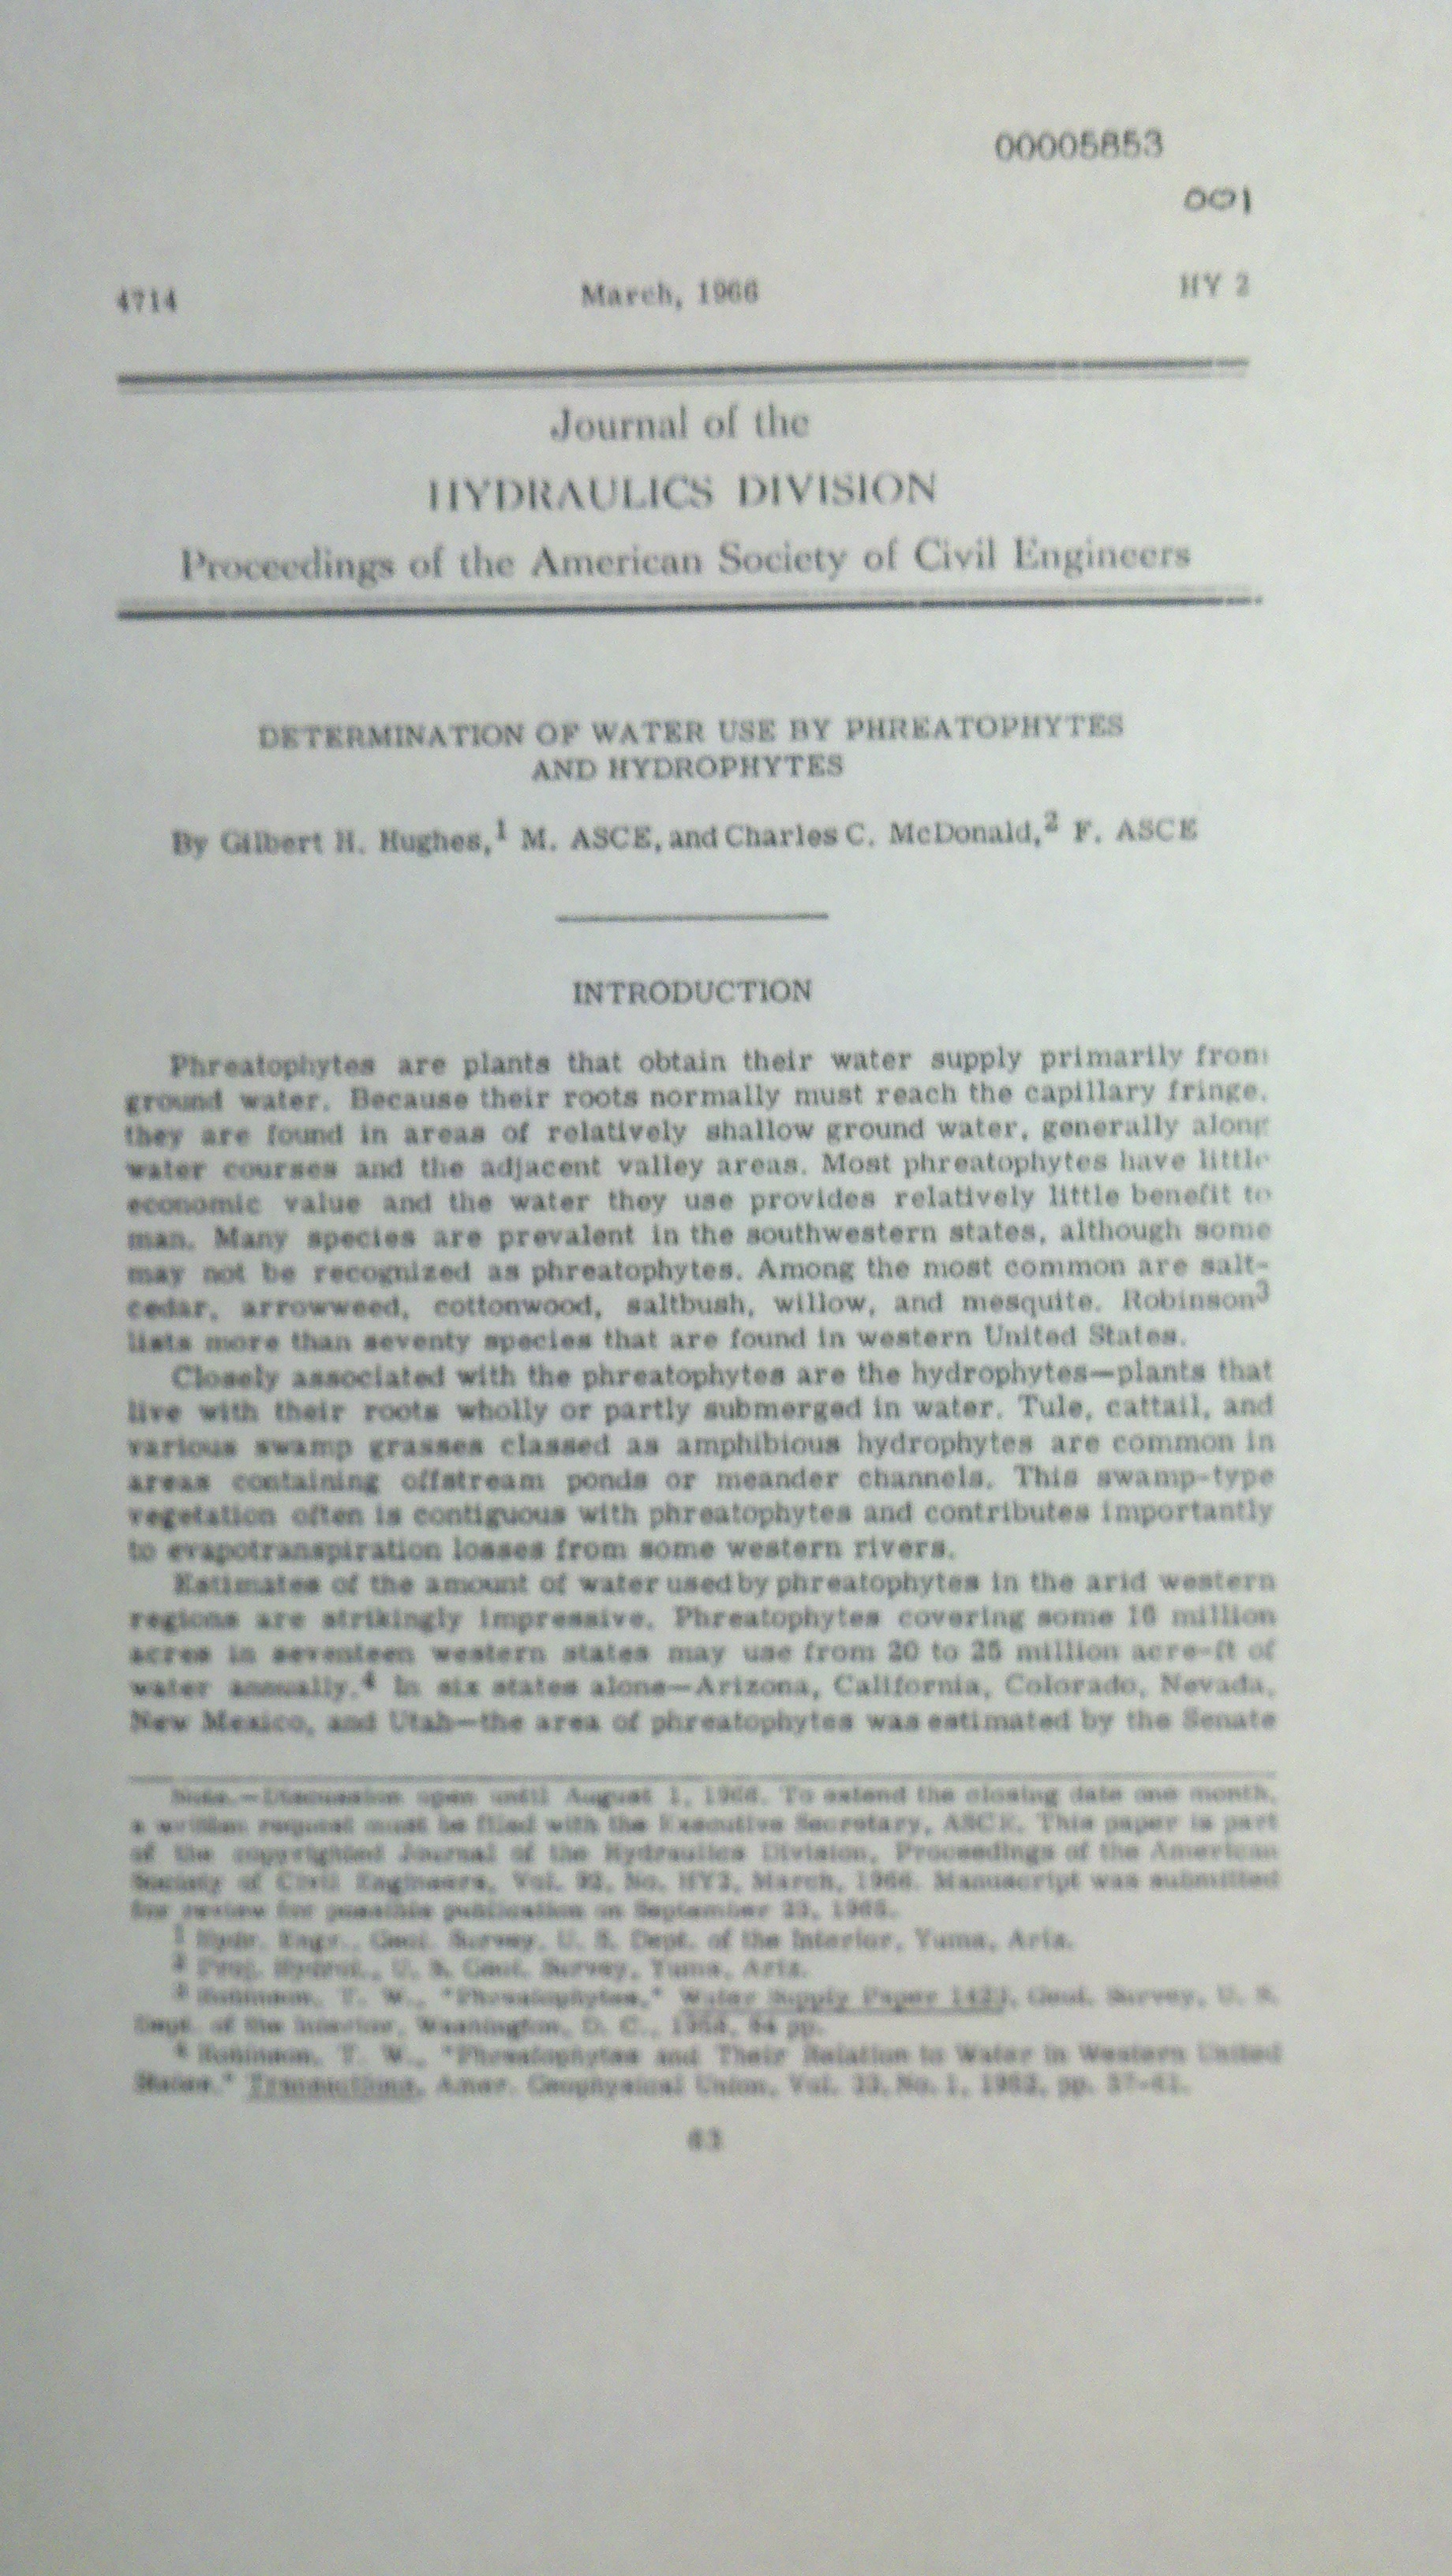 00005853
001
4714 March, 1966 HY 2
Journal of the
HYDRAULICS DIVISION
Proceedings of the American Society of Civil Engineers
DETERMINATION OF WATER USE BY PHREATOPHYTES
AND HYDROPHYTES
By Gilbert H. Hughes,1 M. ASCE, and Charles C. McDonald,2 F. ASCE
INTRODUCTION
Phreatophytes are plants that obtain their water supply primarily from
ground water. Because their roots normally must reach the capillary fringe,
they are found in areas of relatively shallow ground water, generally along
water courses and the adjacent valley areas. Most phreatophytes have little
economic value and the water they use provides relatively little benefit to
man. Many species are prevalent in the southwestern states, although some
may not be recognized as phreatophytes. Among the most common are salt-
cedar, arrowweed, cottonwood, saltbush, willow, and mesquite. Robinson3
lists more than seventy species that are found in western United States.
Closely associated with the phreatophytes are the hydrophytes—plants that
live with their roots wholly or partly submerged in water. Tule, cattail, and
various swamp grasses classed as amphibious hydrophytes are common in
areas containing offstream ponds or meander channels. This swamp-type
vegetation often is contiguous with phreatophytes and contributes importantly
to evapotranspiration losses from some western rivers.
Estimates of the amount of water used by phreatophytes in the arid western
regions are strikingly impressive. Phreatophytes covering some 16 million
acres in seventeen western states may use from 20 to 25 million acre-ft of
water annually.4 In six states alone—Arizona, California, Colorado, Nevada,
New Mexico, and Utah—the area of phreatophytes was estimated by the Senate
Note.—Discussion open until August 1, 1966. To extend the closing date one month,
a written request must be filed with the Executive Secretary, ASCE. This paper is part
of the copyrighted Journal of the Hydraulics Division, Proceedings of the American
Society of Civil Engineers, Vol. 92, No. HY2, March, 1966. Manuscript was submitted
for review for possible publication on September 23, 1965.
1 Hydr. Engr., Geol. Survey, U. S. Dept. of the Interior, Yuma, Ariz.
2 Proj. Hydrol., U. S. Geol. Survey, Yuma, Ariz.
3 Robinson, T. W., "Phreatophytes," Water Supply Paper 1423, Geol. Survey, U. S.
Dept. of the Interior, Washington, D. C., 1958, 84 pp.
4 Robinson, T. W., "Phreatophytes and Their Relation to Water in Western United
States," Transactions, Amer. Geophysical Union, Vol. 33, No. 1, 1952, pp. 57-61.
63